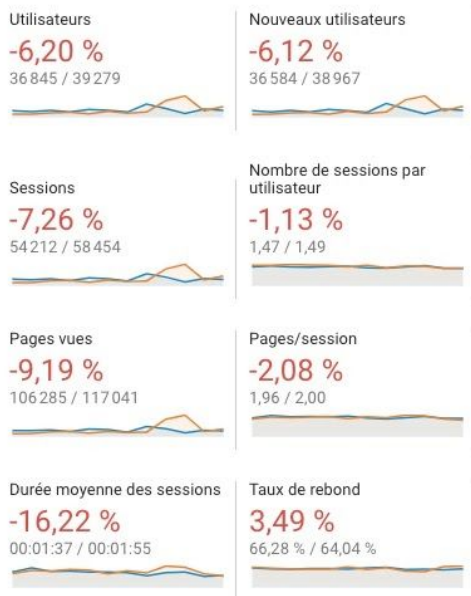 Utilisateurs
-6,20 %
36 845 / 39 279
Nouveaux utilisateurs
-6,12 %
36 584 / 38 967
Sessions
-7,26 %
54 212 / 58 454
Nombre de sessions par
utilisateur
-1,13 %
1,47 / 1,49
Pages vues
-9,19 %
106 285 / 117 041
Pages/session
-2,08 %
1,96 / 2,00
Durée moyenne des sessions
-16,22 %
00:01:37 / 00:01:55
Taux de rebond
3,49 %
66,28 % / 64,04 %